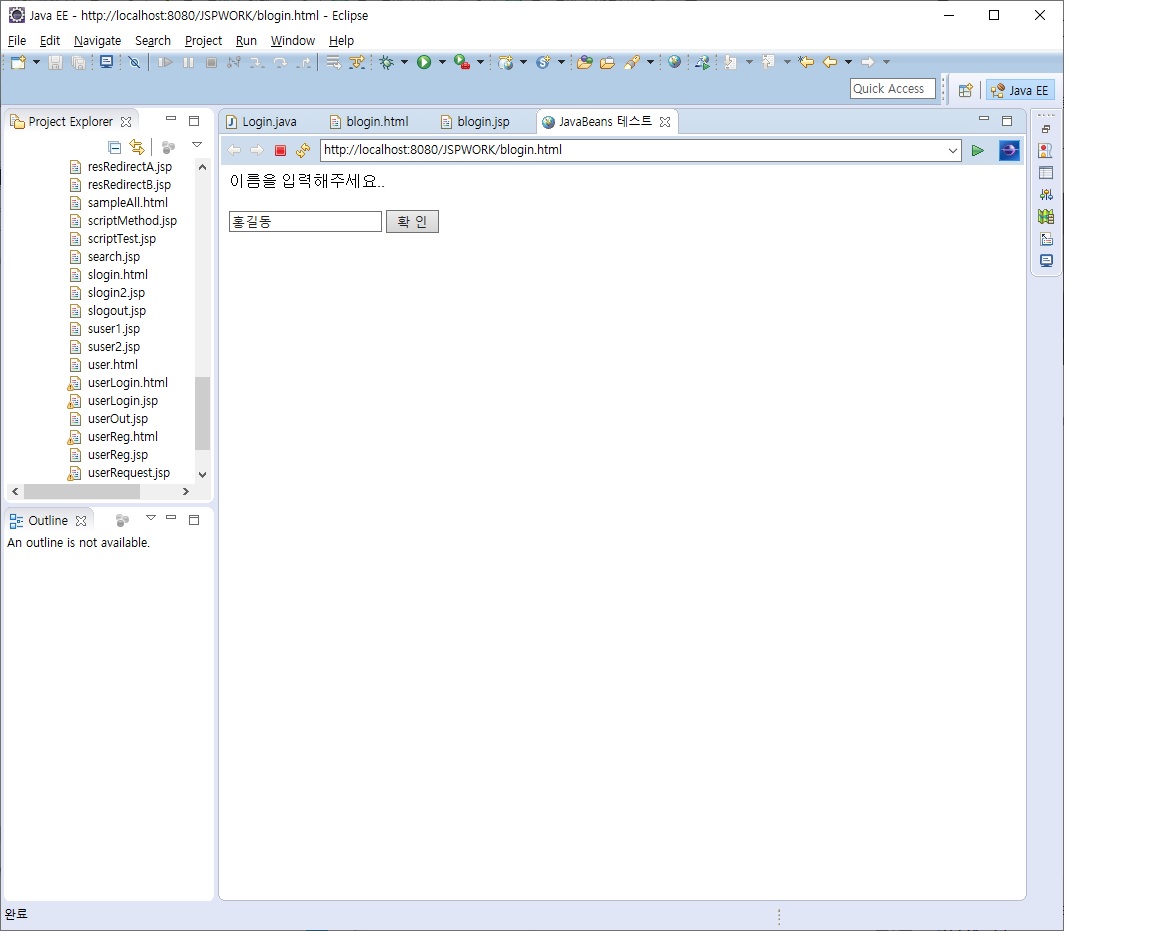 Java EE - http://localhost:8080/JSPWORK/blogin.html - Eclipse
File Edit Navigate Search Project Run Window Help
Quick Access
Java EE
Project Explorer
resRedirectA.jsp
resRedirectB.jsp
sampleAll.html
scriptMethod.jsp
scriptTest.jsp
search.jsp
slogin.html
slogin2.jsp
slogout.jsp
suser1.jsp
suser2.jsp
user.html
userLogin.html
userLogin.jsp
userOut.jsp
userReg.html
userReg.jsp
userRequest.jsp
Outline
An outline is not available.
Login.java blogin.html blogin.jsp JavaBeans 테스트
http://localhost:8080/JSPWORK/blogin.html
이름을 입력해주세요..
홍길동 확 인
완료